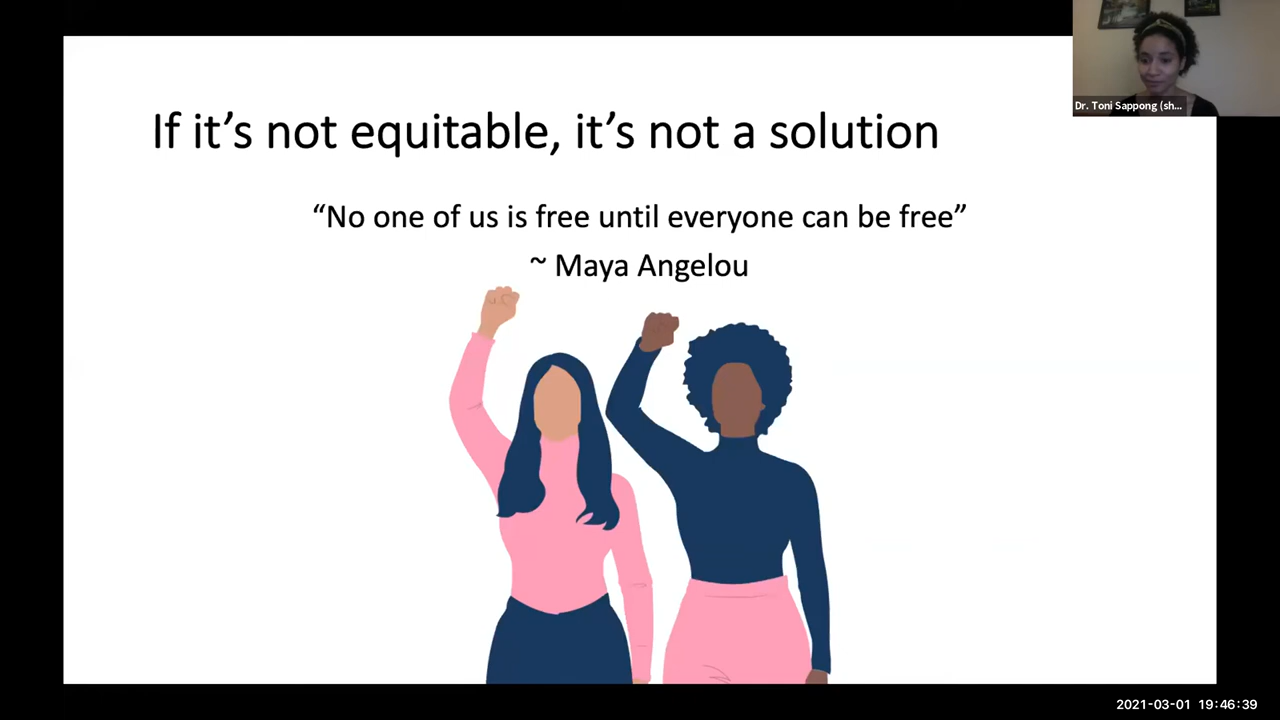 If it’s not equitable, it’s not a solution
“No one of us is free until everyone can be free”
~ Maya Angelou
Dr. Toni Sappong (sh...
2021-03-01 19:46:39